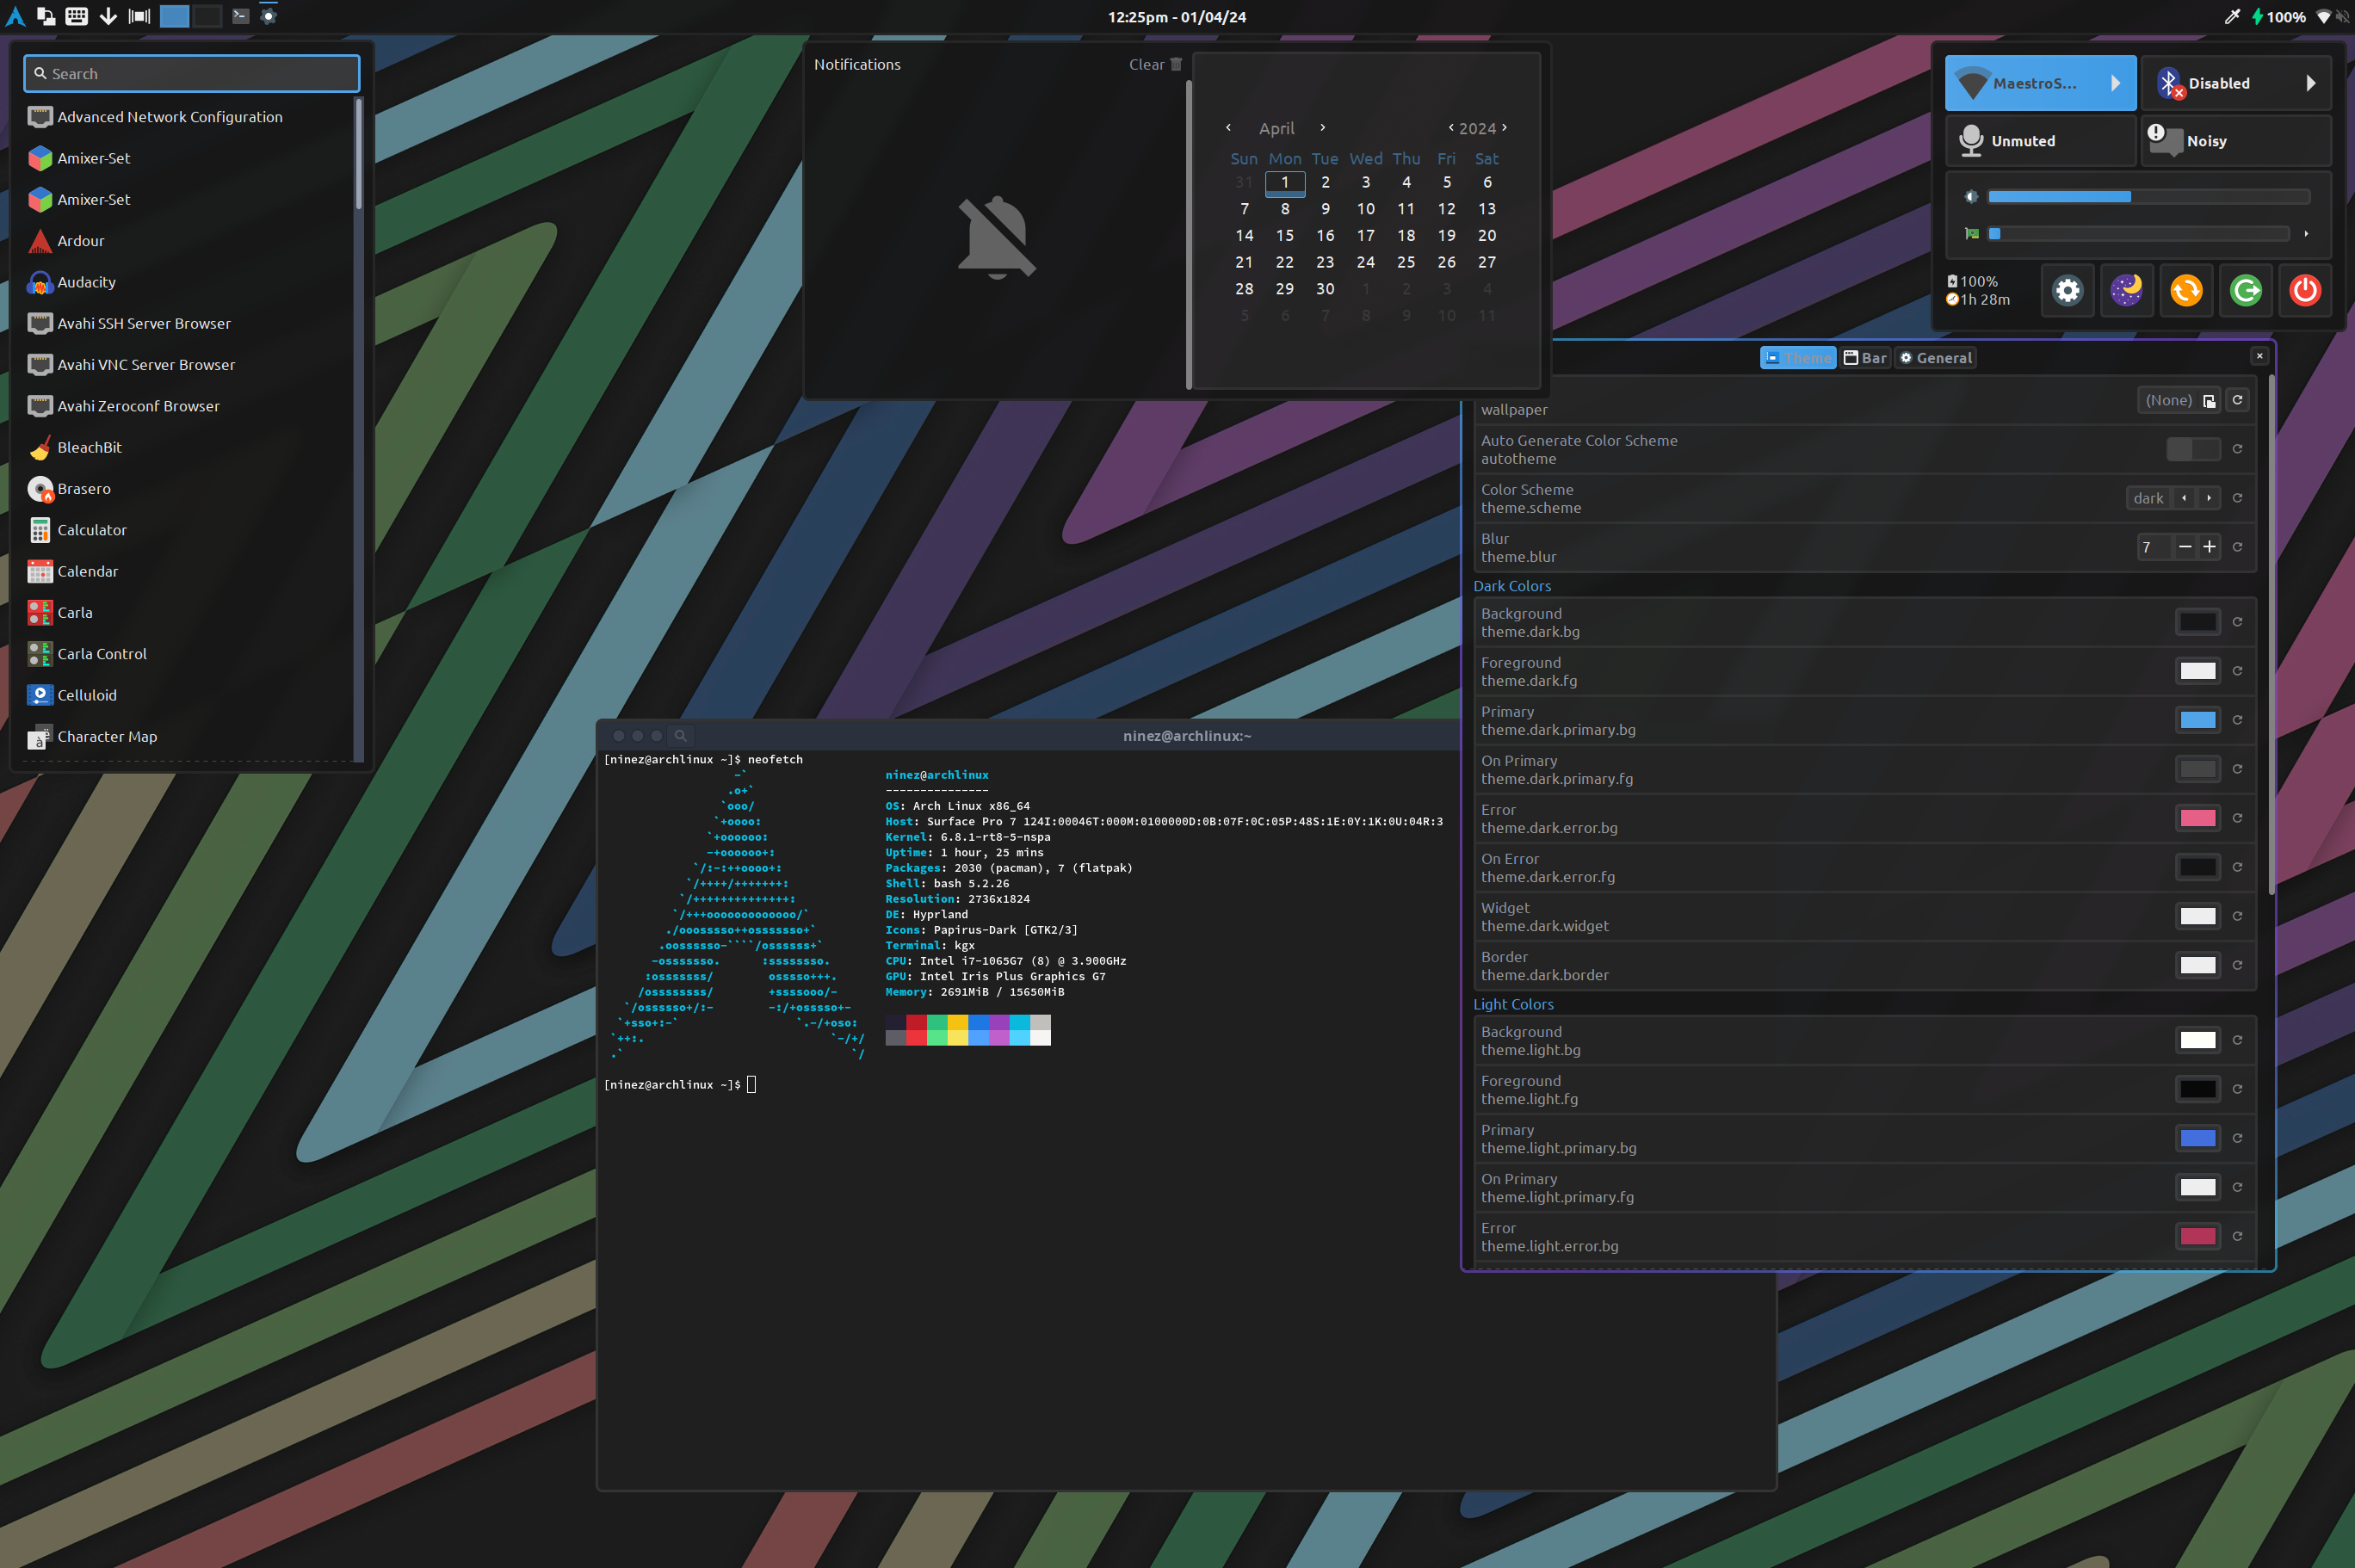 12:25pm - 01/04/24
100%
Search
Advanced Network Configuration
Amixer-Set
Amixer-Set
Ardour
Audacity
Avahi SSH Server Browser
Avahi VNC Server Browser
Avahi Zeroconf Browser
BleachBit
Brasero
Calculator
Calendar
Carla
Carla Control
Celluloid
Character Map
Notifications
Clear
April 2024
Sun Mon Tue Wed Thu Fri Sat
31 1 2 3 4 5 6
7 8 9 10 11 12 13
14 15 16 17 18 19 20
21 22 23 24 25 26 27
28 29 30 1 2 3 4
5 6 7 8 9 10 11
MaestroS...
Disabled
Unmuted
Noisy
100%
1h 28m
Theme Bar General
wallpaper
(None)
Auto Generate Color Scheme
autotheme
Color Scheme
theme.scheme
dark
Blur
theme.blur
7
Dark Colors
Background
theme.dark.bg
Foreground
theme.dark.fg
Primary
theme.dark.primary.bg
On Primary
theme.dark.primary.fg
Error
theme.dark.error.bg
On Error
theme.dark.error.fg
Widget
theme.dark.widget
Border
theme.dark.border
Light Colors
Background
theme.light.bg
Foreground
theme.light.fg
Primary
theme.light.primary.bg
On Primary
theme.light.primary.fg
Error
theme.light.error.bg
ninez@archlinux:~
[ninez@archlinux ~]$ neofetch
ninez@archlinux
---------------
OS: Arch Linux x86_64
Host: Surface Pro 7 124I:00046T:000M:0100000D:0B:07F:0C:05P:48S:1E:0Y:1K:0U:04R:3
Kernel: 6.8.1-rt8-5-nspa
Uptime: 1 hour, 25 mins
Packages: 2030 (pacman), 7 (flatpak)
Shell: bash 5.2.26
Resolution: 2736x1824
DE: Hyprland
Icons: Papirus-Dark [GTK2/3]
Terminal: kgx
CPU: Intel i7-1065G7 (8) @ 3.900GHz
GPU: Intel Iris Plus Graphics G7
Memory: 2691MiB / 15650MiB
[ninez@archlinux ~]$